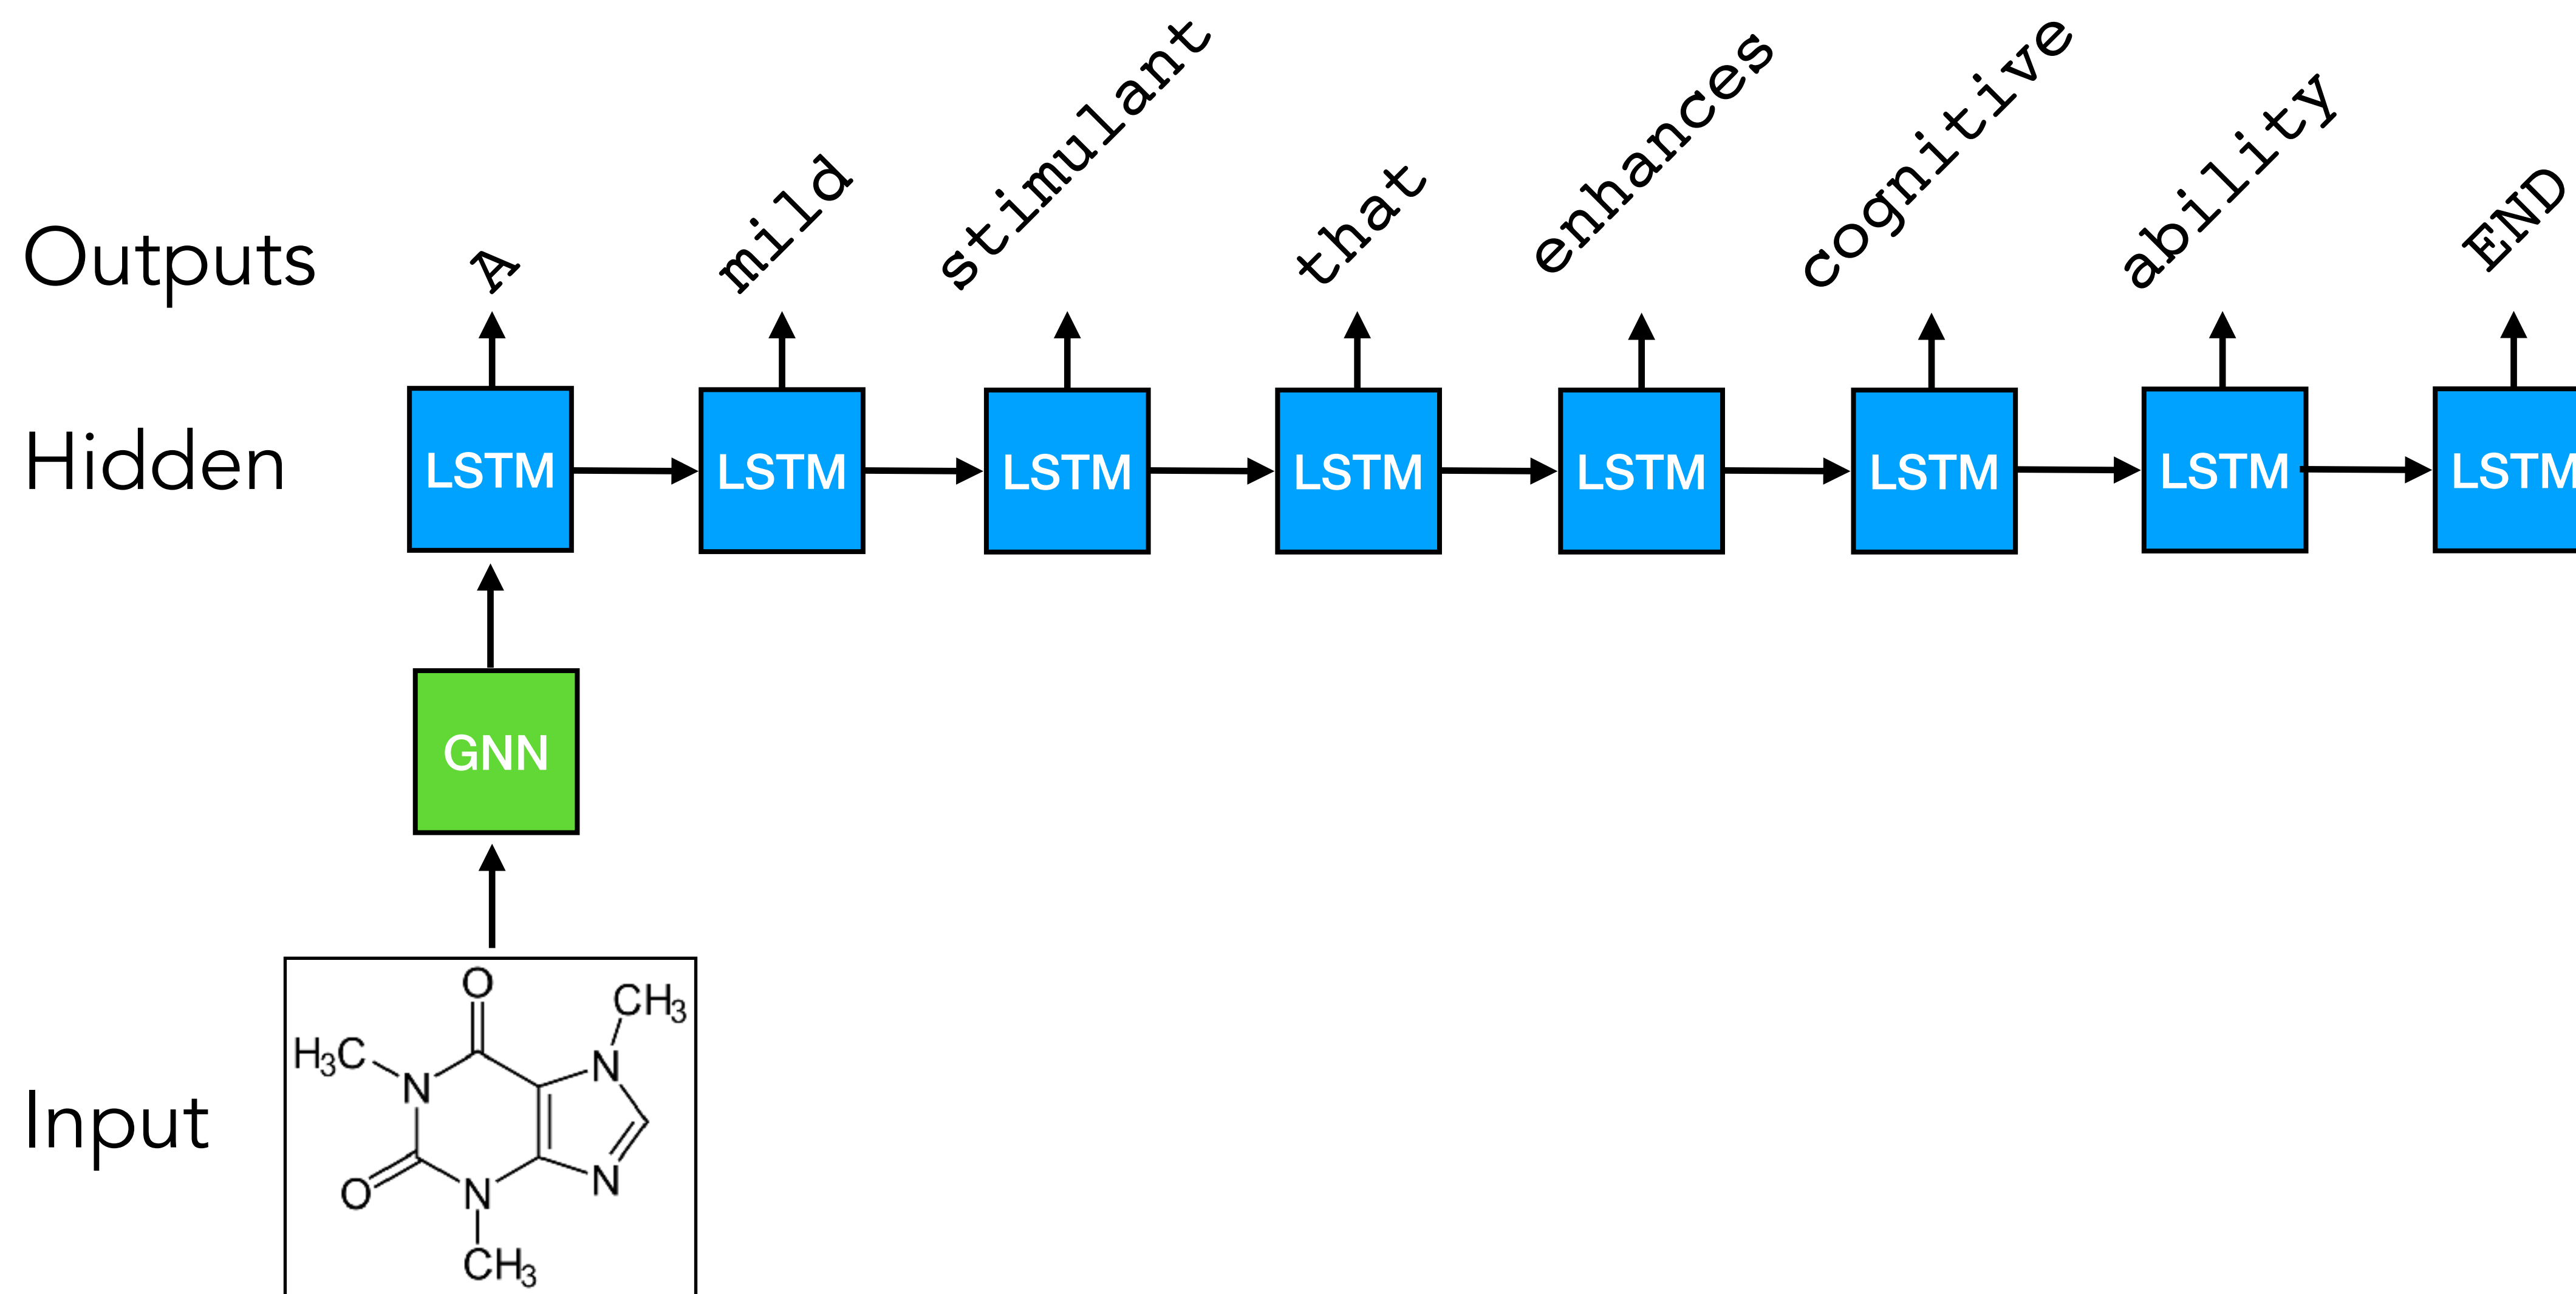 Outputs A mild stimulant that enhances cognitive ability END
Hidden LSTM LSTM LSTM LSTM LSTM LSTM LSTM LSTM
GNN
Input
O
CH3
H3C
N
N
O
N
N
CH3